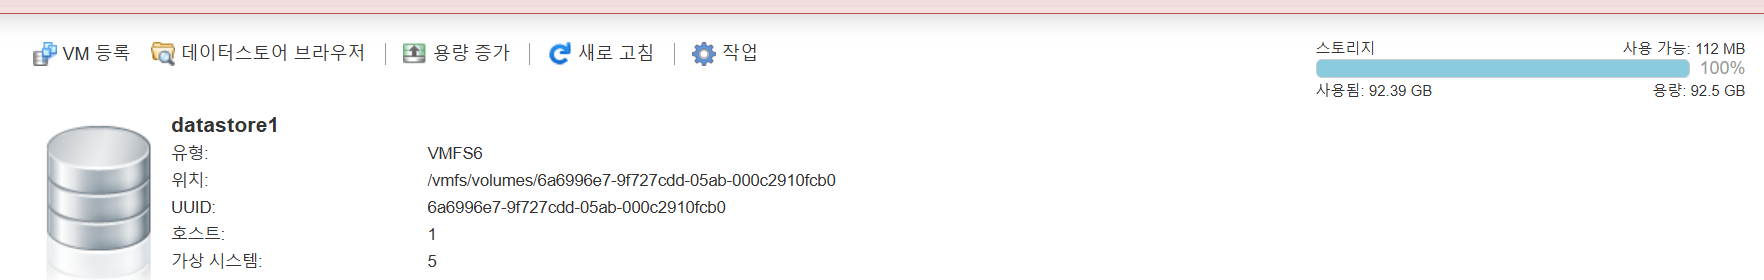 VM 등록 데이터스토어 브라우저 용량 증가 새로 고침 작업
스토리지 사용 가능: 112 MB
100%
사용됨: 92.39 GB 용량: 92.5 GB
datastore1
유형: VMFS6
위치: /vmfs/volumes/6a6996e7-9f727cdd-05ab-000c2910fcb0
UUID: 6a6996e7-9f727cdd-05ab-000c2910fcb0
호스트: 1
가상 시스템: 5